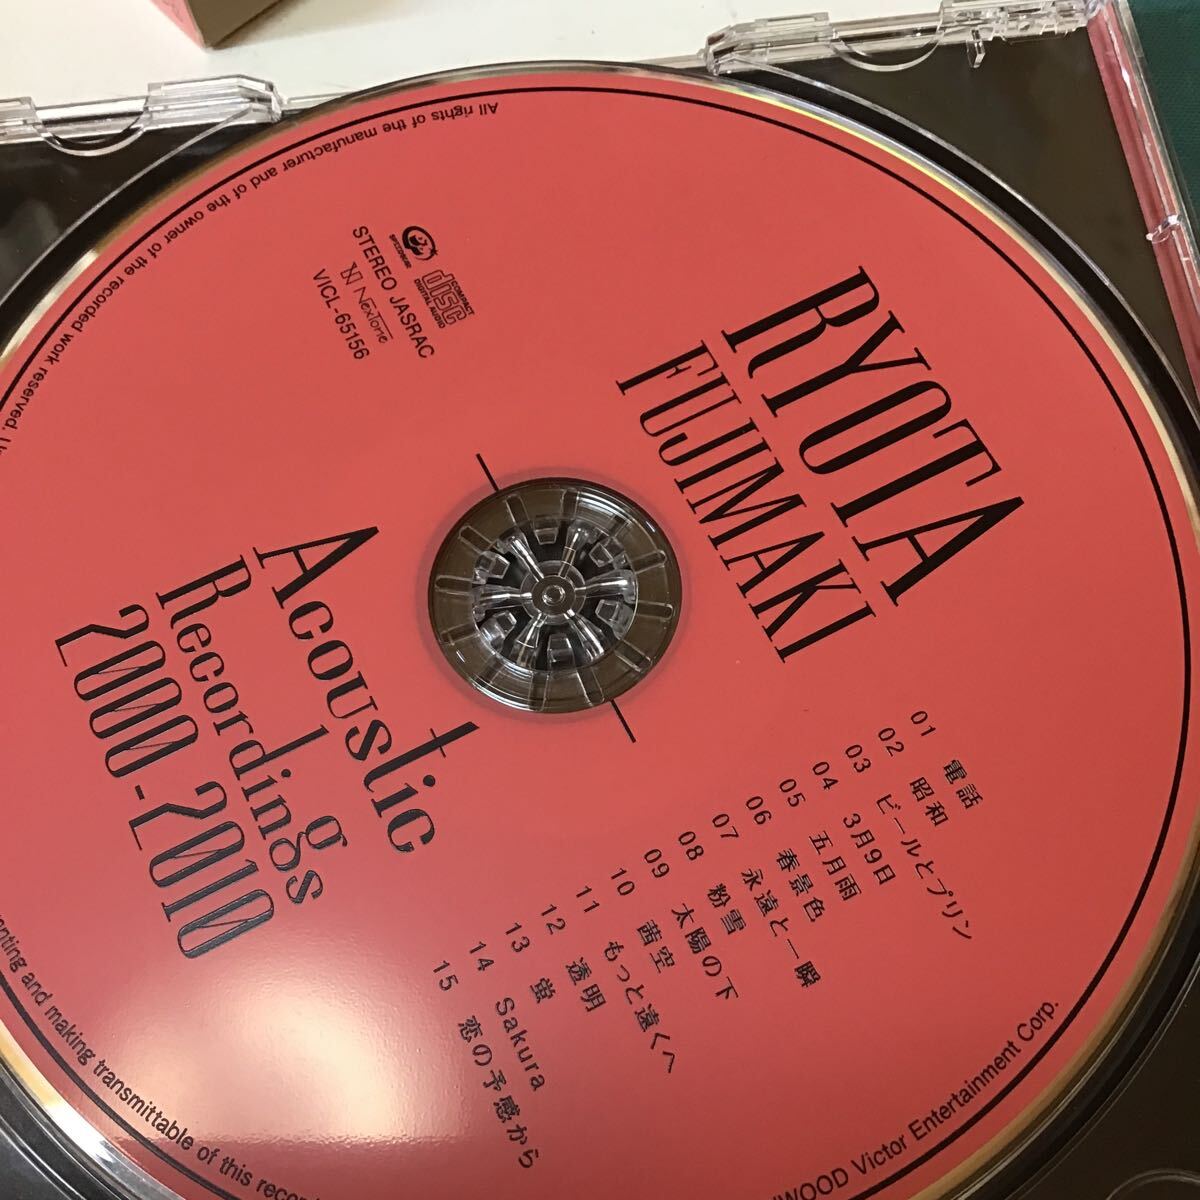 RYOTA
FUJIMAKI
Acoustic
Recordings
2000-2010
SPEEDSTAR
COMPACT
disc
DIGITAL AUDIO
STEREO JASRAC
NexTone
VICL-65156
01 電話
02 昭和
03 ビールとプリン
04 3月9日
05 五月雨
06 春景色
07 永遠と一瞬
08 粉雪
09 太陽の下
10 茜空
11 もっと遠くへ
12 透明
13 蛍
14 Sakura
15 恋の予感から
All rights of the manufacturer and of the owner of the recorded work reserved.
and making transmittable of this
Victor Entertainment Corp.